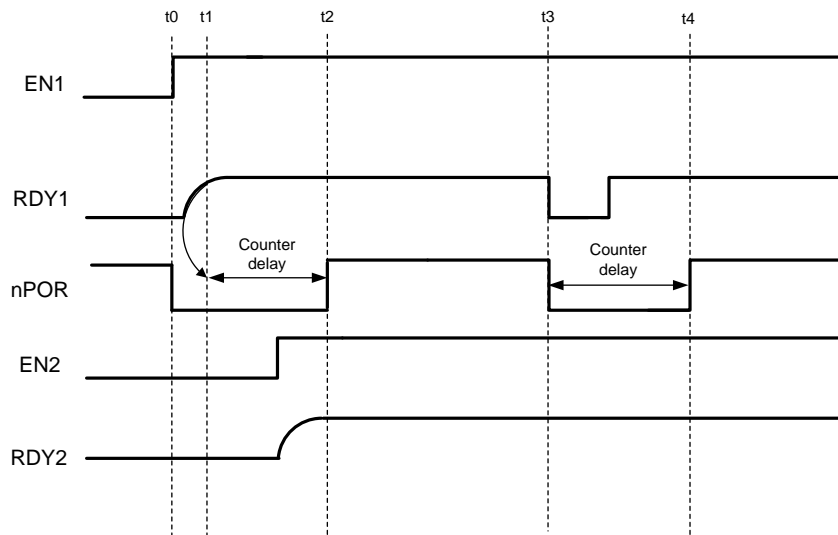 t0
t1
t2
t3
t4
EN1
RDY1
Counter
delay
Counter
delay
nPOR
EN2
RDY2